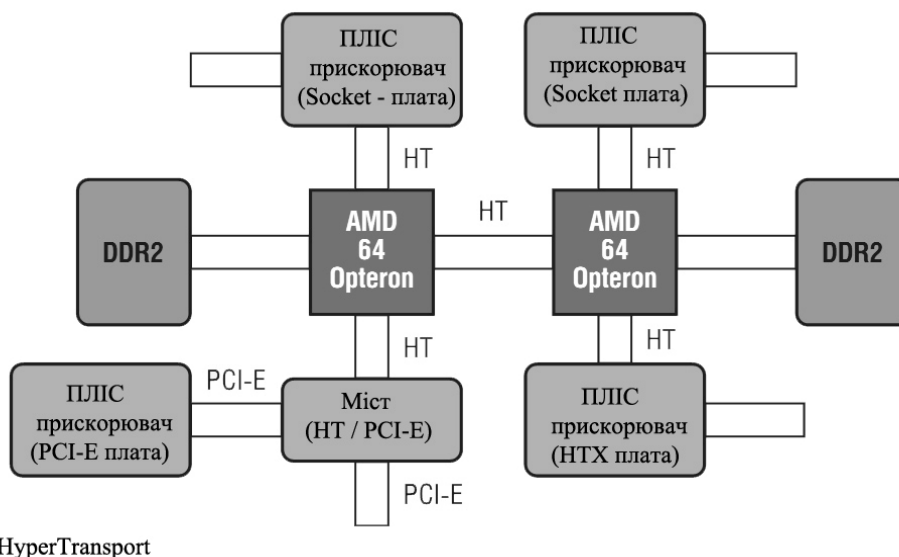 ПЛІС
прискорювач
(Socket - плата)
ПЛІС
прискорювач
(Socket плата)
HT
HT
DDR2
AMD
64
Opteron
HT
AMD
64
Opteron
DDR2
HT
HT
ПЛІС
прискорювач
(PCI-E плата)
PCI-E
Міст
(HT / PCI-E)
ПЛІС
прискорювач
(HTX плата)
PCI-E
HyperTransport